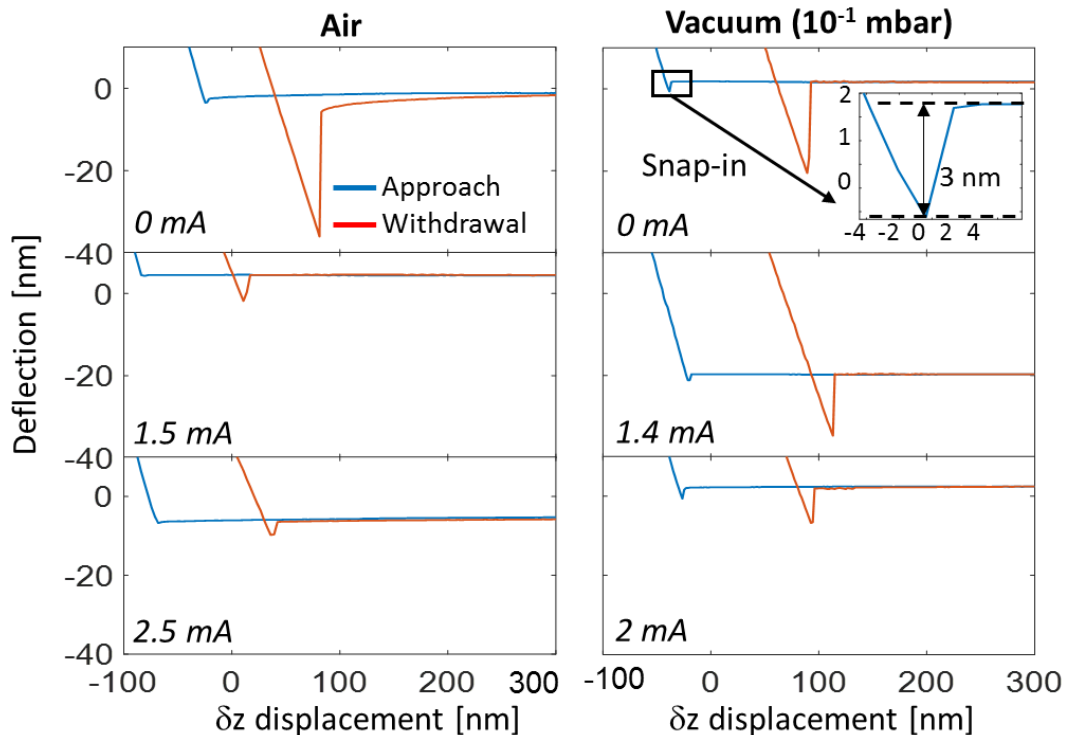 Air
Vacuum (10⁻¹ mbar)
Deflection [nm]
0
-20
-40
0
-20
-40
0
-20
-40
Approach
Withdrawal
0 mA
1.5 mA
2.5 mA
-100
0
100
200
300
δz displacement [nm]
Snap-in
2
1
0
3 nm
-4
0
2
4
0 mA
1.4 mA
2 mA
-100
0
100
200
300
δz displacement [nm]